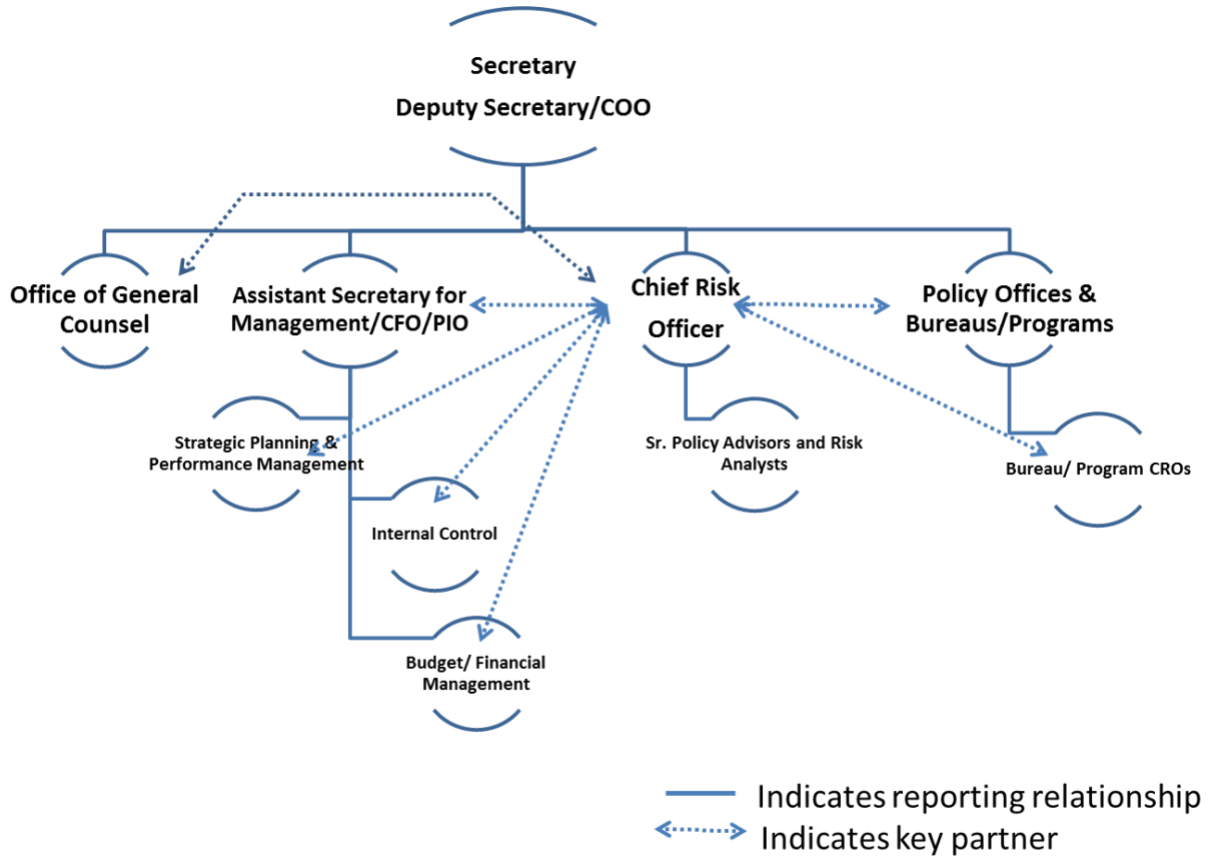 Secretary
Deputy Secretary/COO
Office of General
Counsel
Assistant Secretary for
Management/CFO/PIO
Chief Risk
Officer
Policy Offices &
Bureaus/Programs
Strategic Planning &
Performance Management
Internal Control
Budget/ Financial
Management
Sr. Policy Advisors and Risk
Analysts
Bureau/ Program CROs
Indicates reporting relationship
Indicates key partner